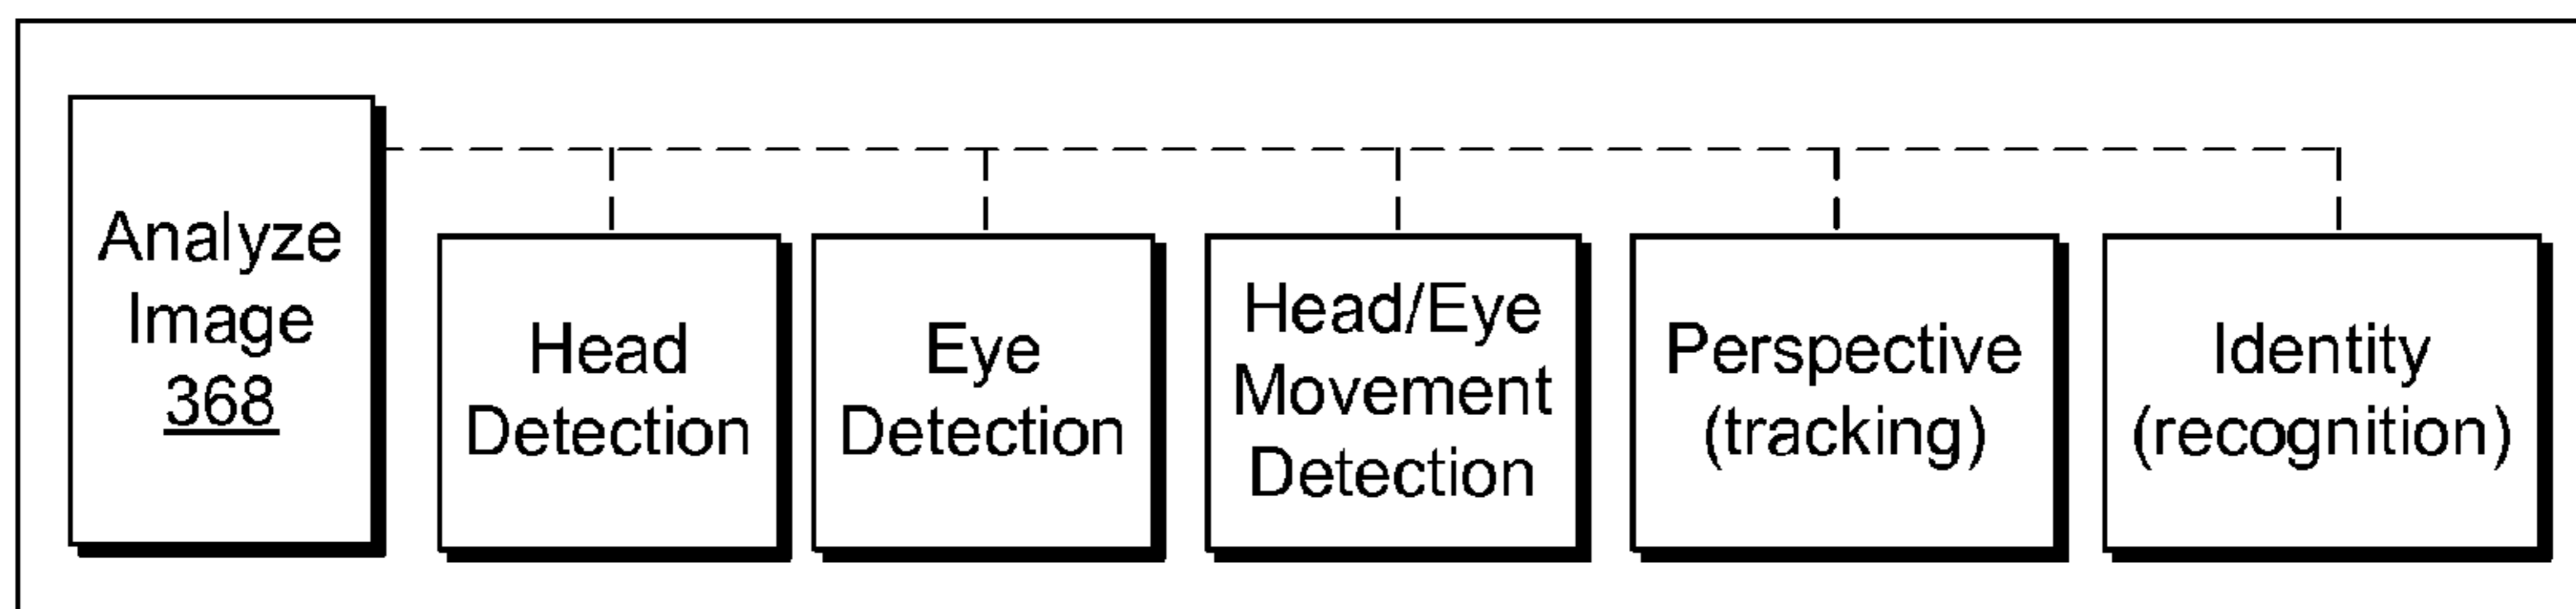 Analyze
Image
368
Head
Detection
Eye
Detection
Head/Eye
Movement
Detection
Perspective
(tracking)
Identity
(recognition)